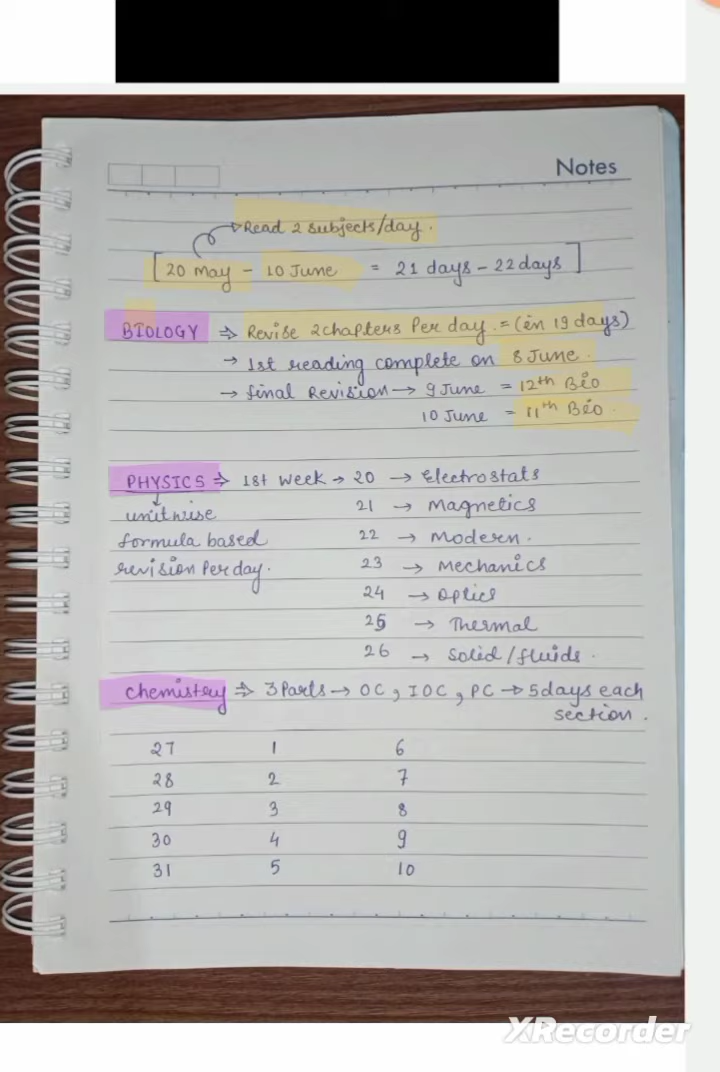 Notes
Read 2 subjects/day.
[20 May - 10 June = 21 days - 22 days]
BIOLOGY ⇒ Revise 2 chapters Per day. = (in 19 days)
→ 1st reading complete on 8 June.
→ final Revision → 9 June = 12th Bio
10 June = 11th Bio.
PHYSICS ⇒ 1st week → 20 → Electrostats
unitwise 21 → Magnetics
formula based 22 → Modern.
revision Per day. 23 → Mechanics
24 → Optics
25 → Thermal
26 → Solid/fluids.
Chemistry ⇒ 3 Parts → OC, IOC, PC → 5 days each
section.
27 1 6
28 2 7
29 3 8
30 4 9
31 5 10
XRecorder